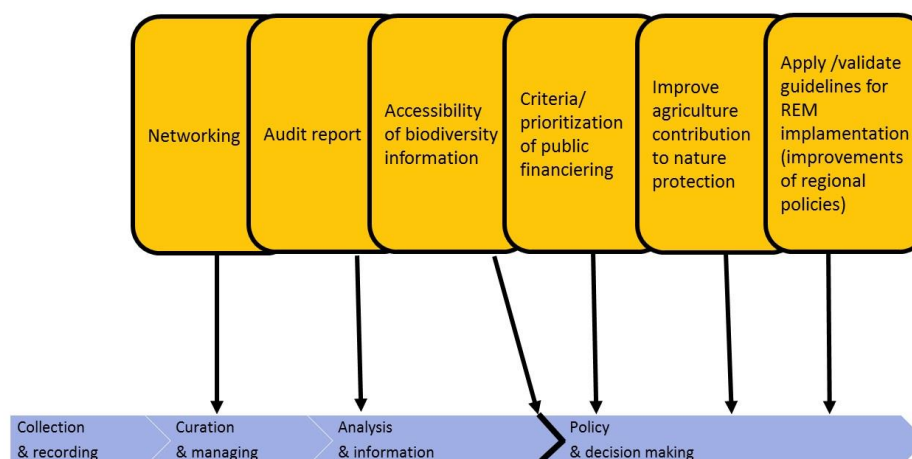 Networking
Audit report
Accessibility
of biodiversity
information
Criteria/
prioritization
of public
financiering
Improve
agriculture
contribution
to nature
protection
Apply /validate
guidelines for
REM
implamentation
(improvements
of regional
policies)
Collection
& recording
Curation
& managing
Analysis
& information
Policy
& decision making